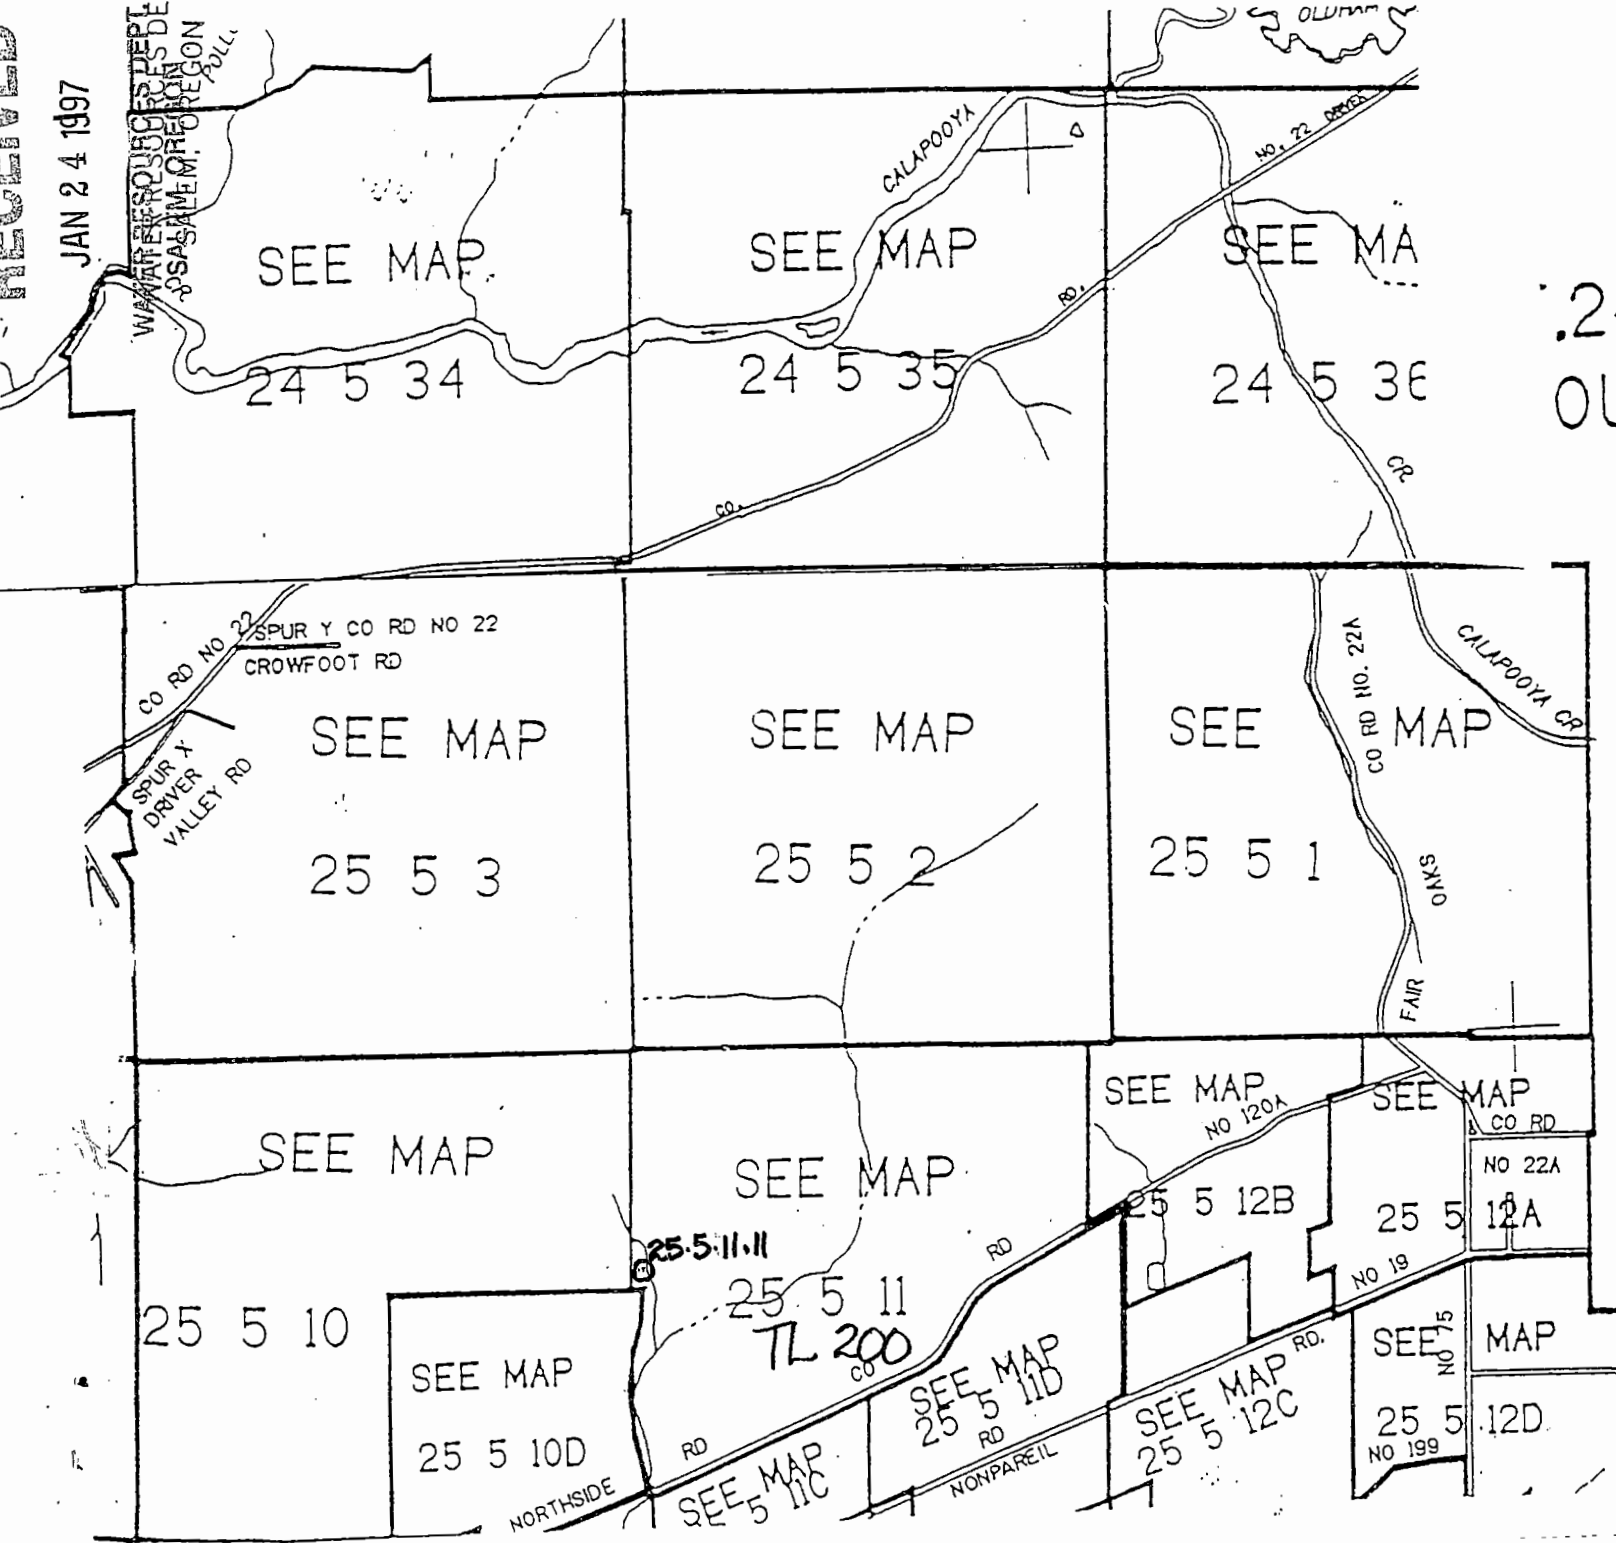 RECEIVED
JAN 24 1997
WATER RESOURCES DEPT.
SALEM, OREGON
WATER RESOURCES DE
SALEM, OREGON
OLDHAM
CALAPOOYA
NO. 22
SEE MAP
SEE MAP
SEE MA
RD.
24 5 34
24 5 35
24 5 36
CR
CO.
SPUR Y CO RD NO 22
CROWFOOT RD
CO RD NO 22
SPUR X
DRIVER
VALLEY RD
SEE MAP
SEE MAP
SEE MAP
CO RD NO. 22A
CALAPOOYA CR
25 5 3
25 5 2
25 5 1
OAKS
FAIR
SEE MAP
SEE MAP
SEE MAP
SEE MAP
NO 120A
CO RD
NO 22A
25 5 12B
25 5 12A
25.5.11.11
RD
25 5 10
25 5 11
TL 200
CO
NO 19
SEE MAP
NO 75
SEE MAP
25 5 10D
SEE MAP
25 5 11D
SEE MAP
25 5 12C
RD.
25 5 12D
NO 199
NORTHSIDE
RD
SEE MAP
5 11C
NONPAREIL
RD